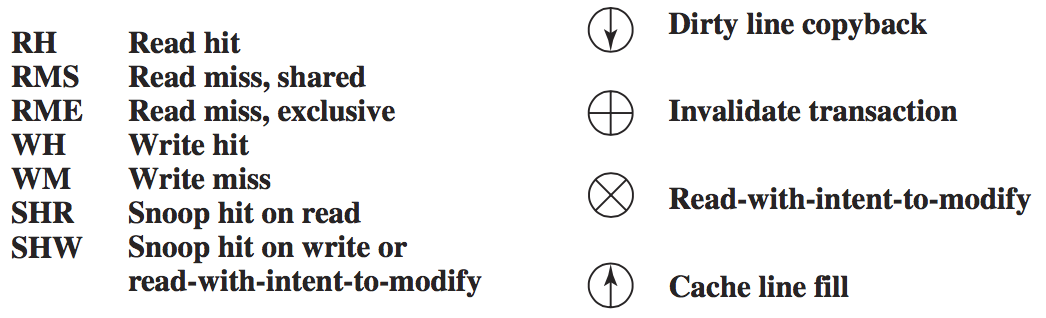 RH Read hit
RMS Read miss, shared
RME Read miss, exclusive
WH Write hit
WM Write miss
SHR Snoop hit on read
SHW Snoop hit on write or
read-with-intent-to-modify
Dirty line copyback
Invalidate transaction
Read-with-intent-to-modify
Cache line fill